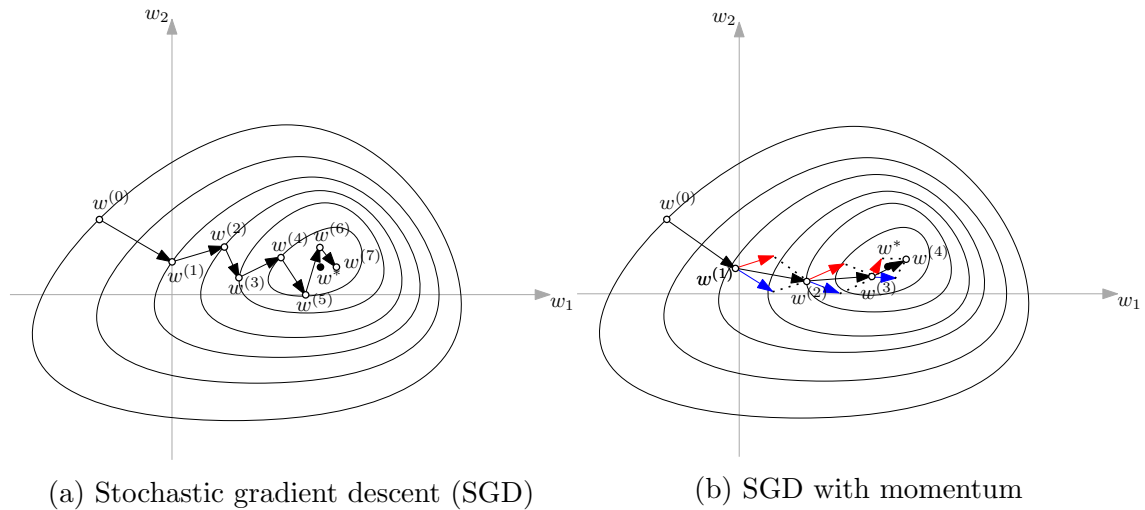 w₂
w⁽⁰⁾
w⁽¹⁾
w⁽²⁾
w⁽³⁾
w⁽⁴⁾
w⁽⁵⁾
w⁽⁶⁾
w⁽⁷⁾
w*
w₁
(a) Stochastic gradient descent (SGD)
w₂
w⁽⁰⁾
w⁽¹⁾
w⁽²⁾
w⁽³⁾
w*
w⁽⁴⁾
w₁
(b) SGD with momentum